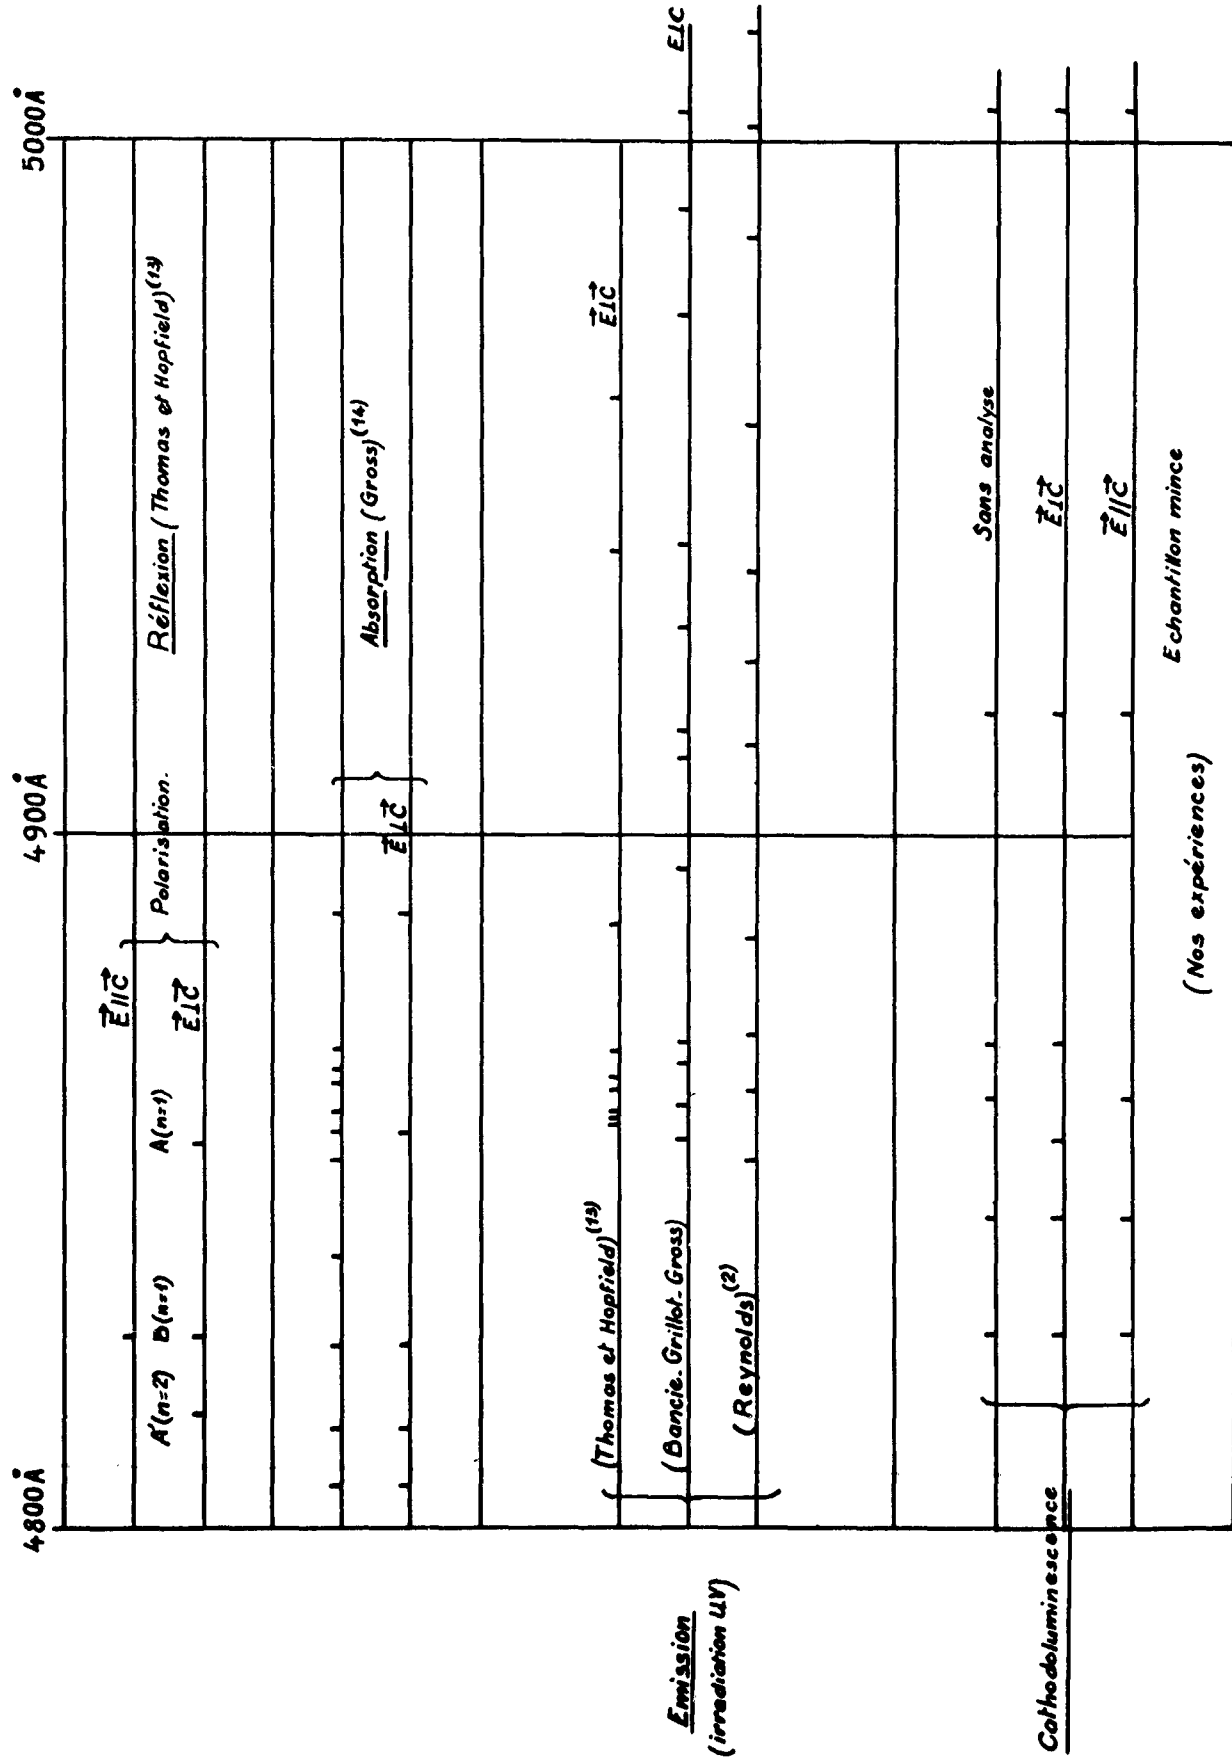 4800Å
4900Å
5000Å
E∥C
A'(n=2) B(n=1) A(n=1) Polarisation. Réflexion (Thomas et Hopfield)(13)
E⊥C
Absorption (Gross)(14)
E⊥C
Emission
(irradiation UV)
(Thomas et Hopfield)(13)
E⊥C
(Bancie-Grillot-Gross)
E⊥C
(Reynolds)(2)
Cathodoluminescence
Sans analyse
E⊥C
E∥C
Echantillon mince
(Nos expériences)